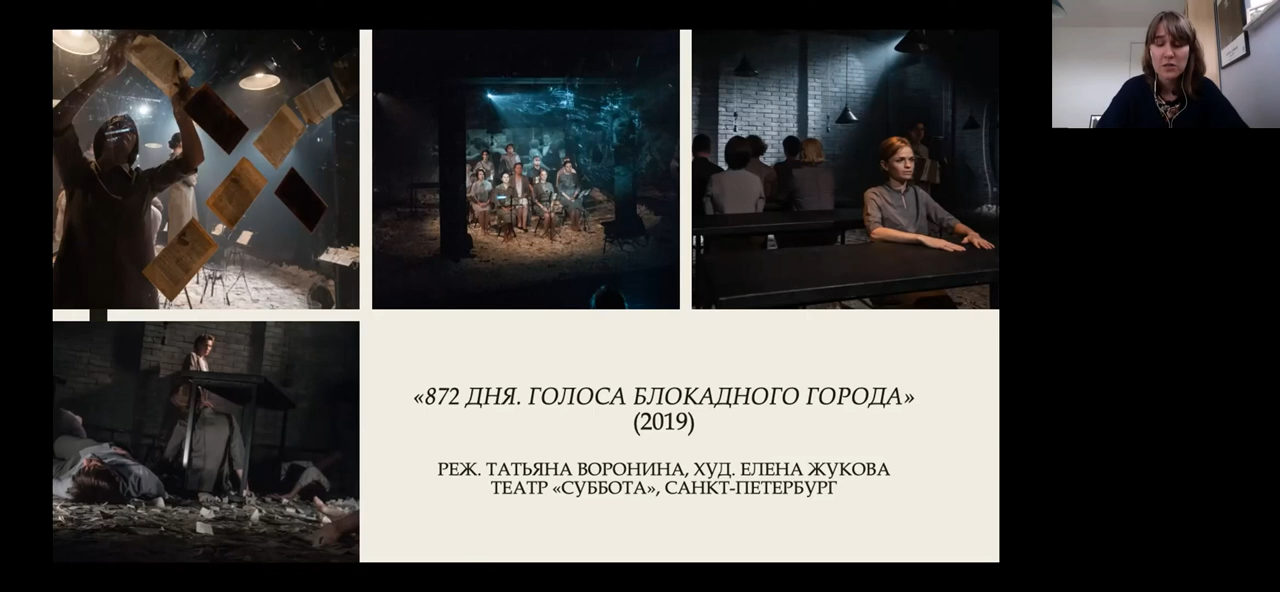 «872 ДНЯ. ГОЛОСА БЛОКАДНОГО ГОРОДА»
(2019)
РЕЖ. ТАТЬЯНА ВОРОНИНА, ХУД. ЕЛЕНА ЖУКОВА
ТЕАТР «СУББОТА», САНКТ-ПЕТЕРБУРГ